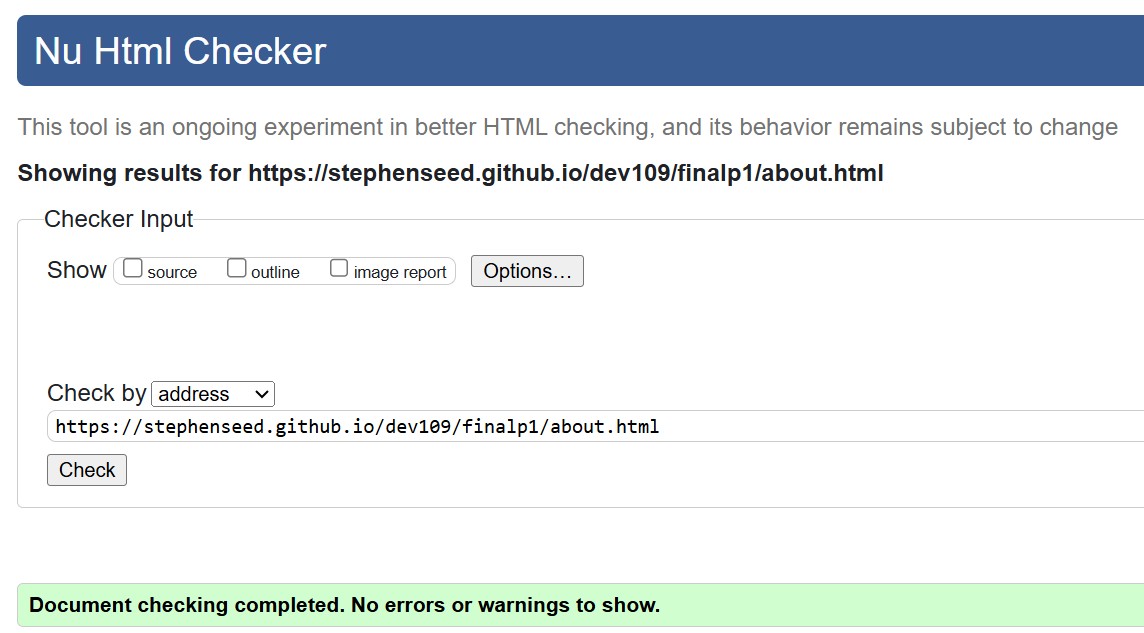 Nu Html Checker
This tool is an ongoing experiment in better HTML checking, and its behavior remains subject to change
Showing results for https://stephenseed.github.io/dev109/finalp1/about.html
Checker Input
Show source outline image report Options...
Check by address
https://stephenseed.github.io/dev109/finalp1/about.html
Check
Document checking completed. No errors or warnings to show.